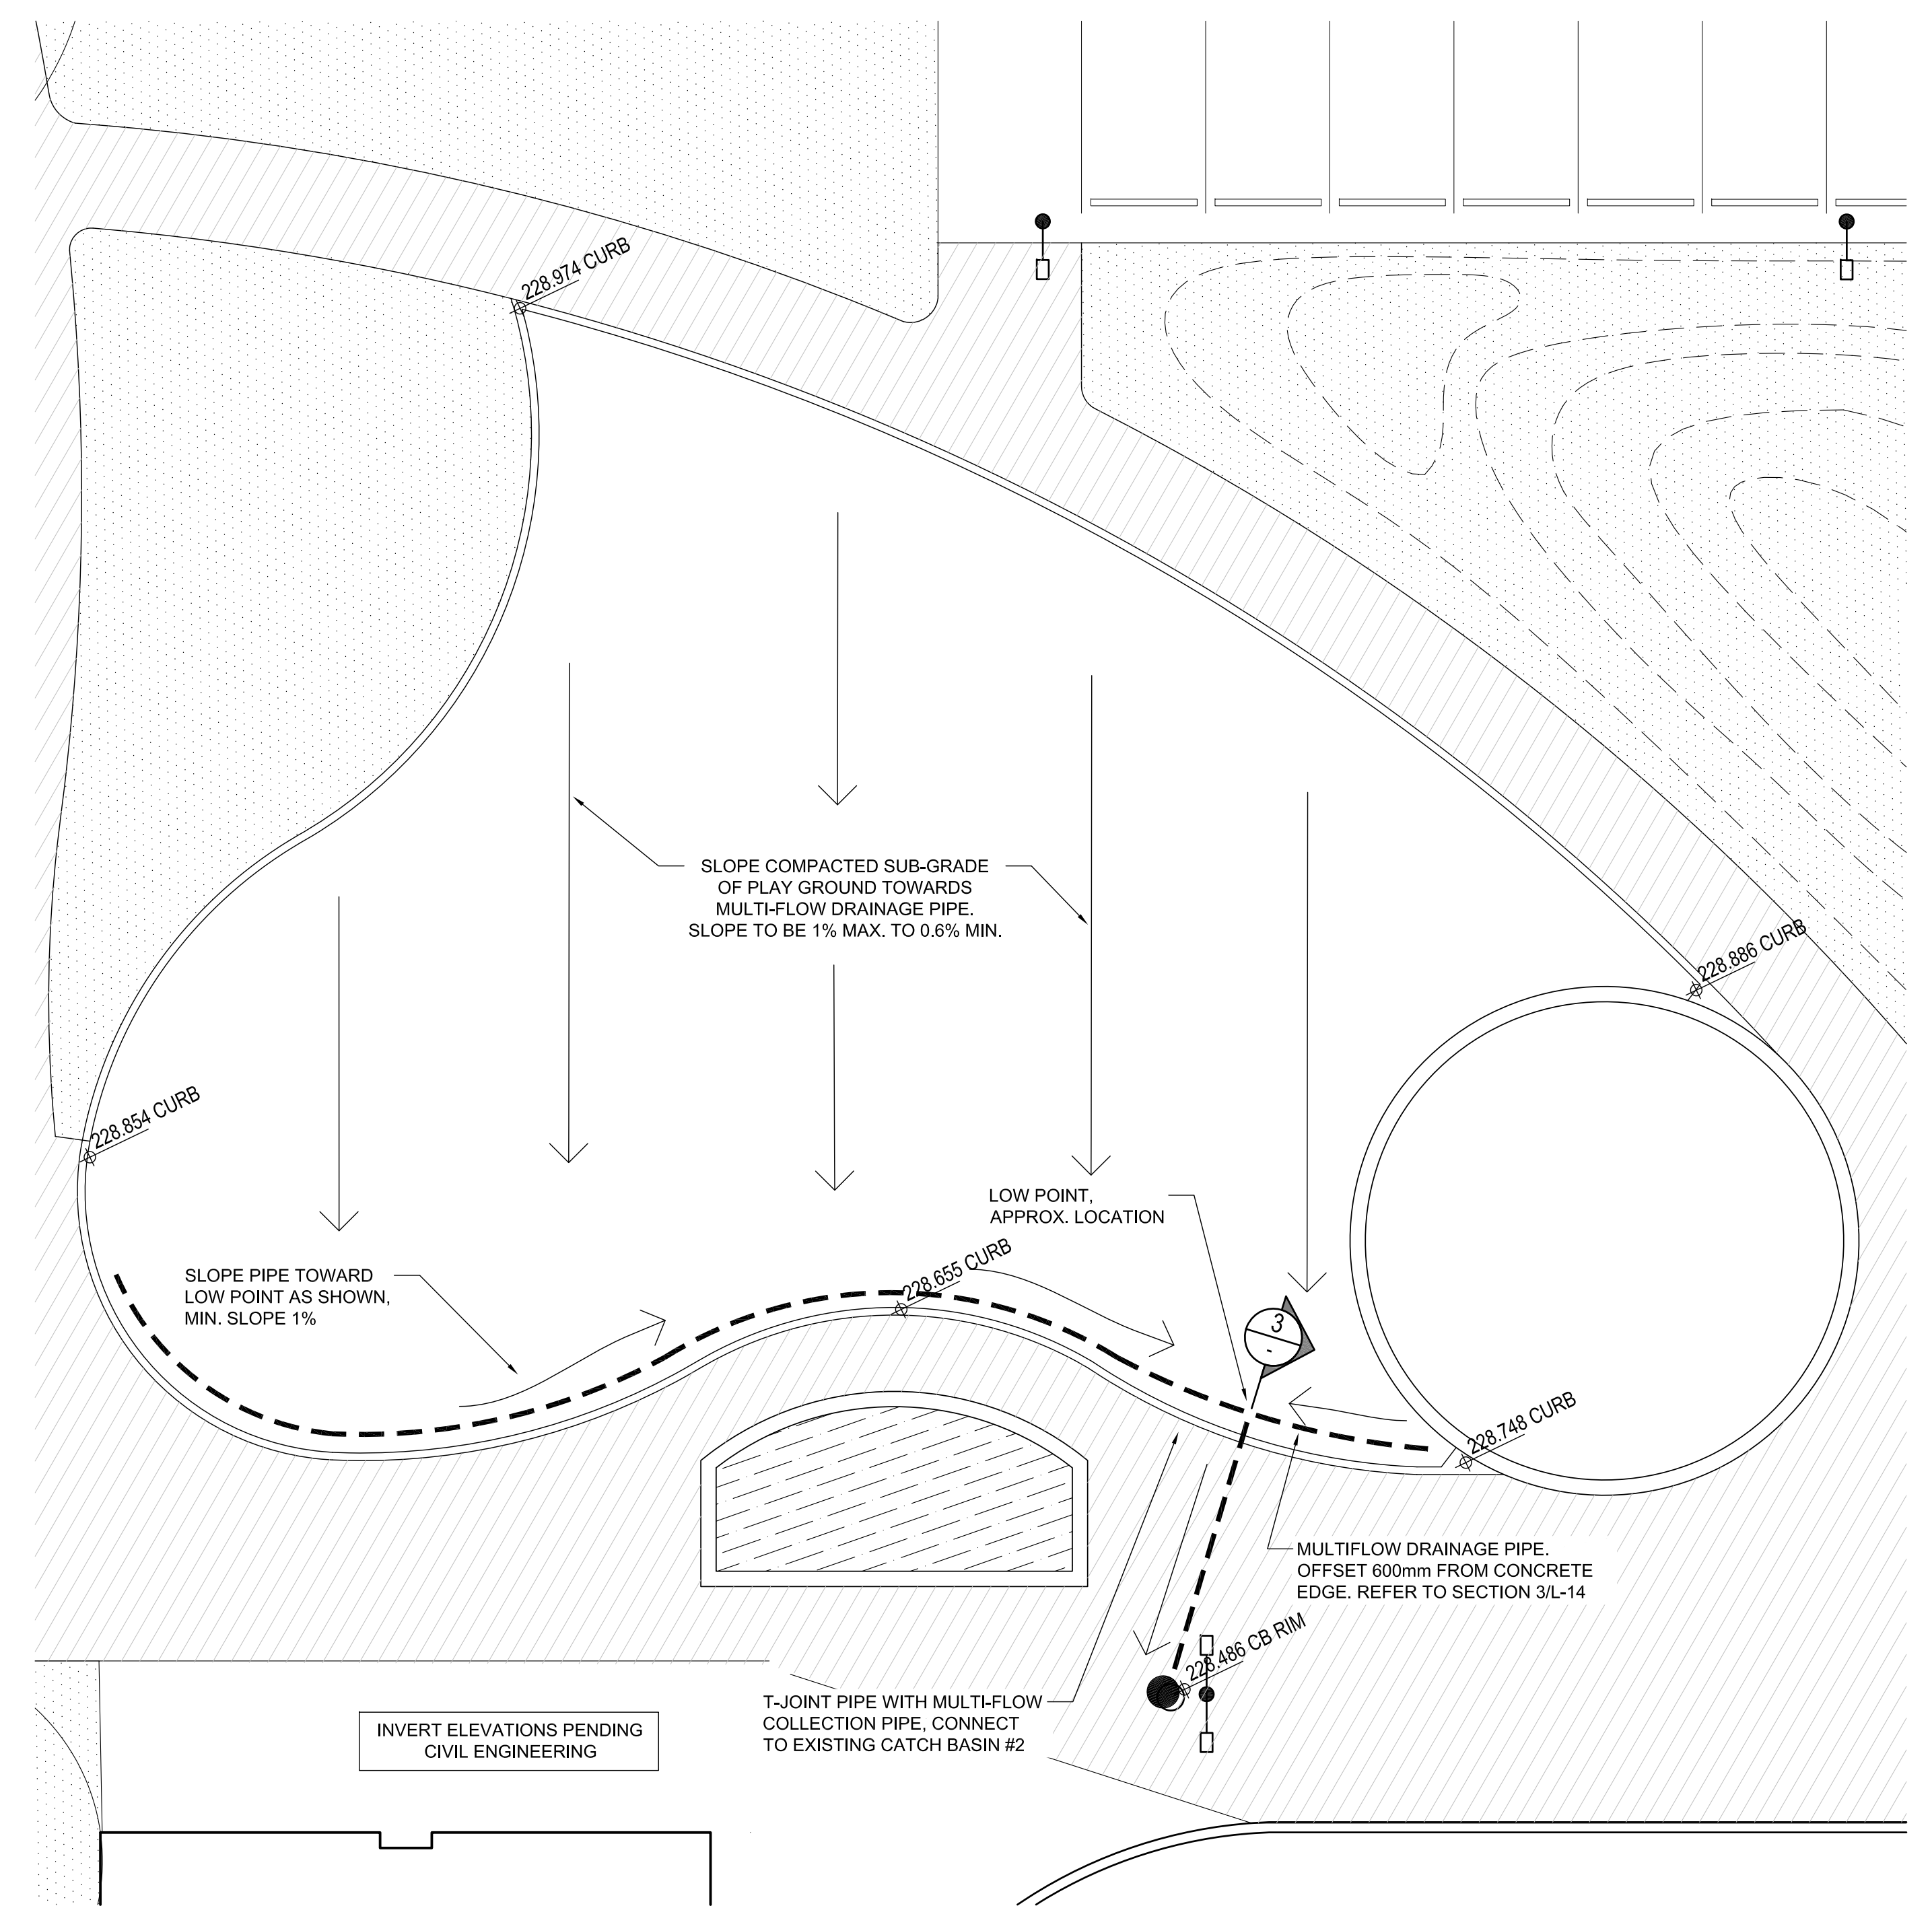 228.974 CURB
SLOPE COMPACTED SUB-GRADE
OF PLAY GROUND TOWARDS
MULTI-FLOW DRAINAGE PIPE.
SLOPE TO BE 1% MAX. TO 0.6% MIN.
228.886 CURB
228.854 CURB
LOW POINT,
APPROX. LOCATION
228.655 CURB
SLOPE PIPE TOWARD
LOW POINT AS SHOWN,
MIN. SLOPE 1%
3
-
228.748 CURB
MULTIFLOW DRAINAGE PIPE.
OFFSET 600mm FROM CONCRETE
EDGE. REFER TO SECTION 3/L-14
228.486 CB RIM
T-JOINT PIPE WITH MULTI-FLOW
COLLECTION PIPE, CONNECT
TO EXISTING CATCH BASIN #2
INVERT ELEVATIONS PENDING
CIVIL ENGINEERING